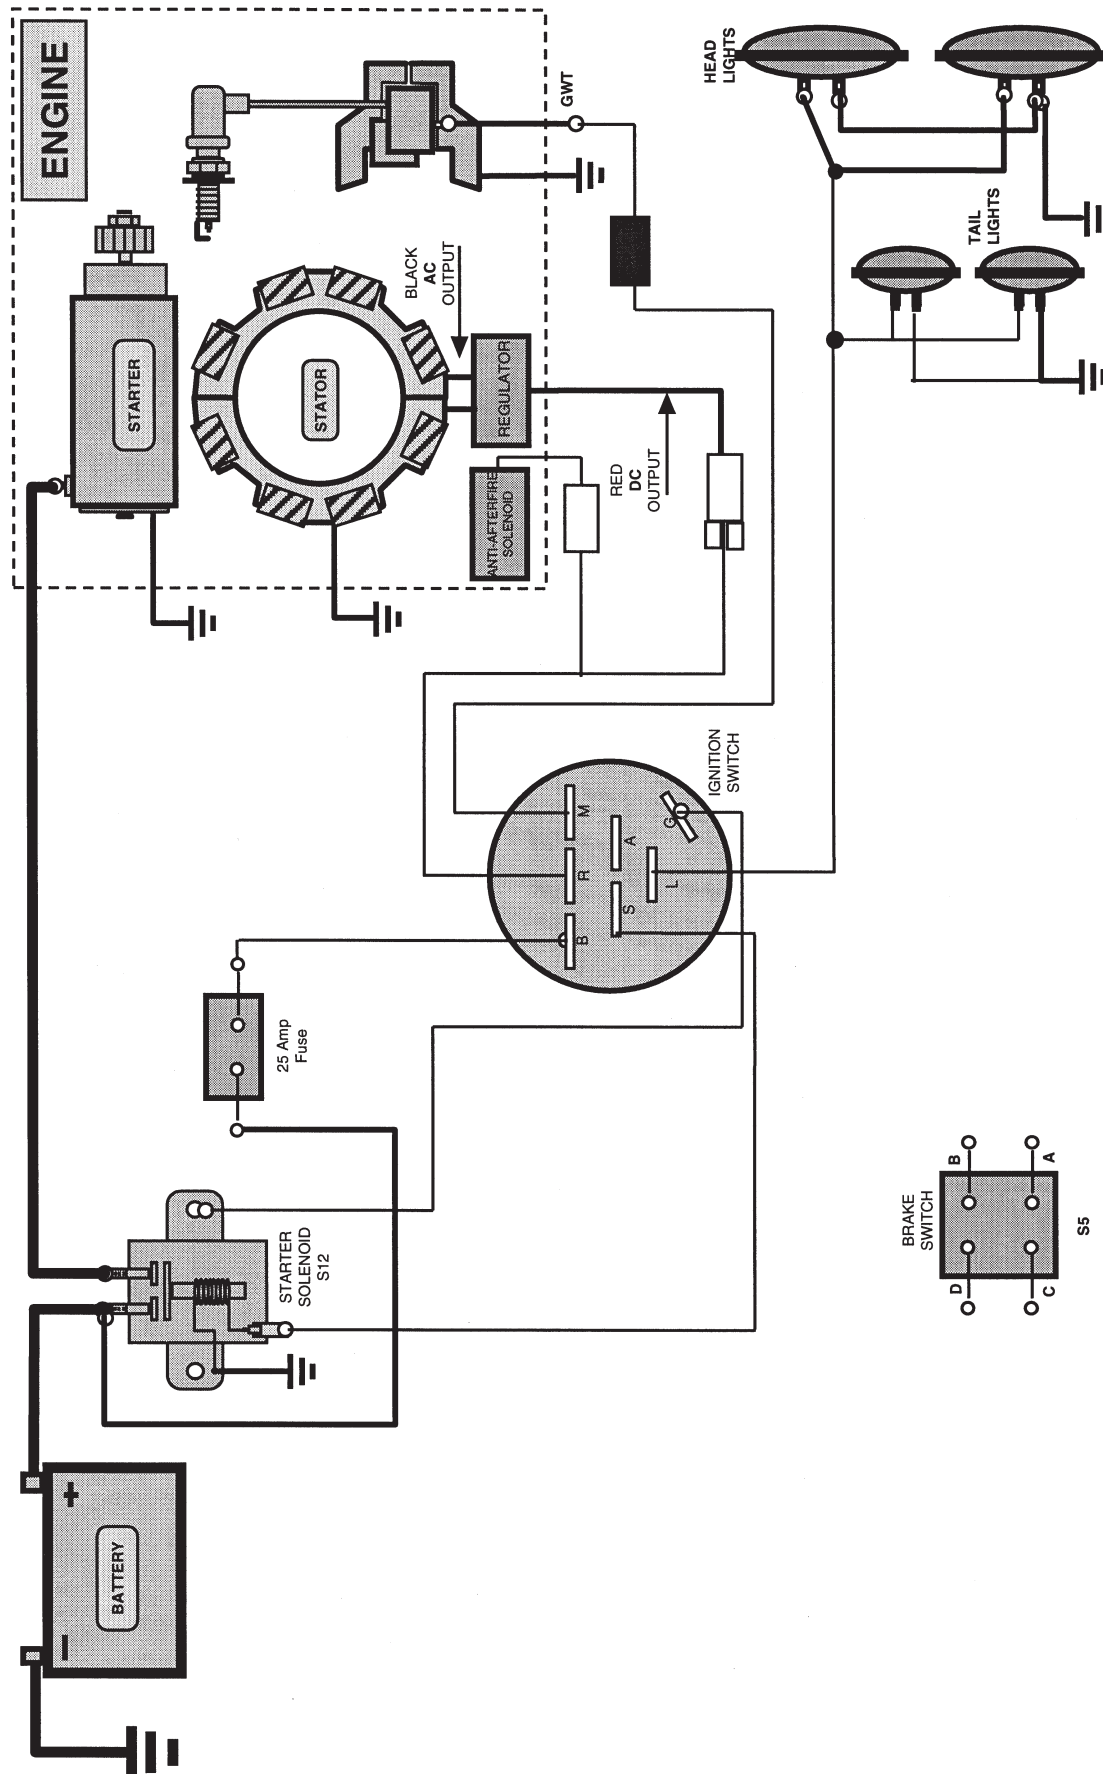 ENGINE
STARTER
STATOR
BLACK
AC
OUTPUT
REGULATOR
ANTI-AFTERFIRE
SOLENOID
RED
DC
OUTPUT
GWT
HEAD
LIGHTS
TAIL
LIGHTS
IGNITION
SWITCH
M
R
B
G
A
S
L
25 Amp
Fuse
STARTER
SOLENOID
S12
+
BATTERY
–
BRAKE
SWITCH
B
A
D
C
S5